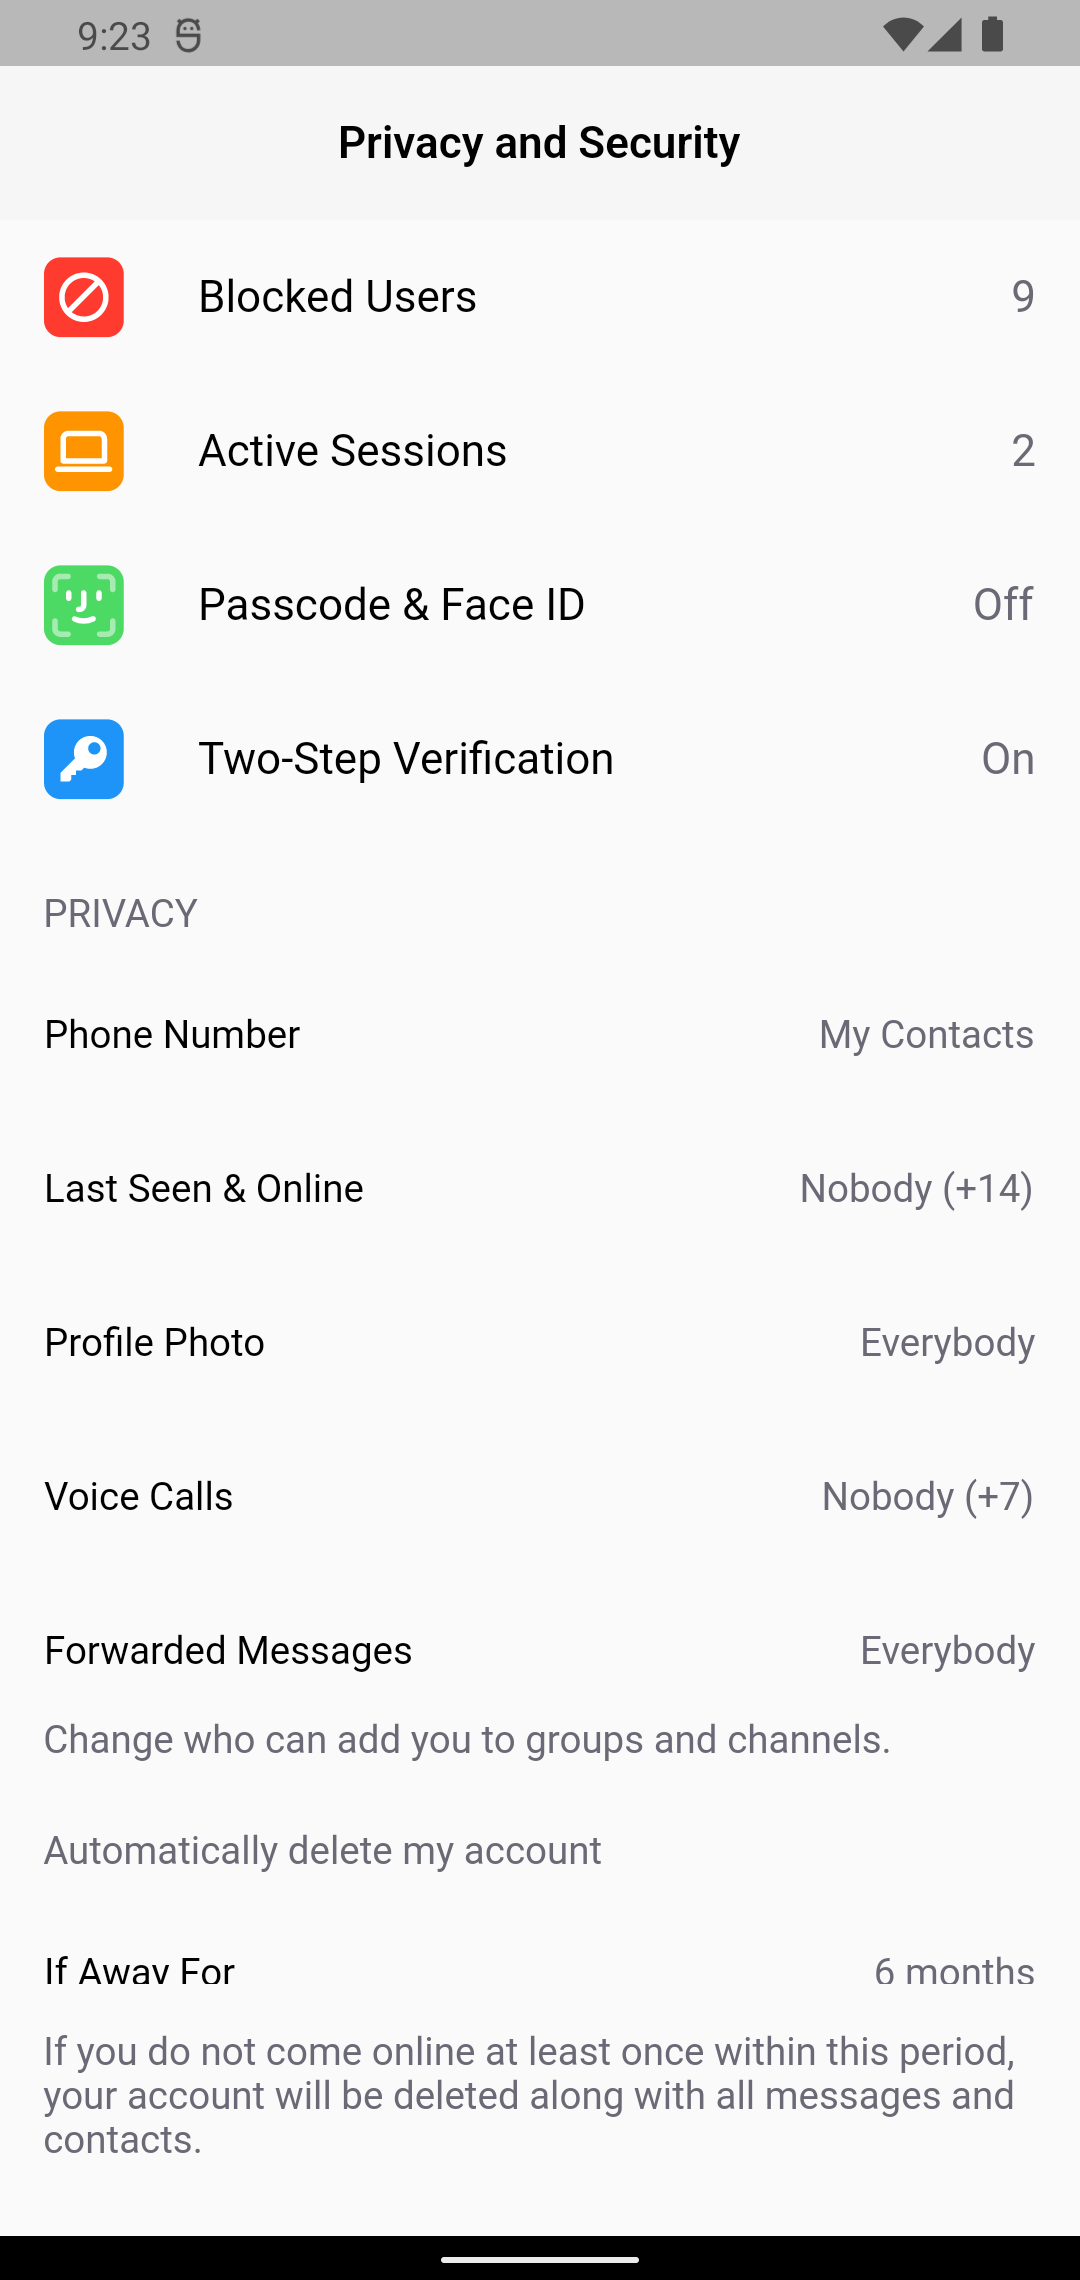 9:23
Privacy and Security
Blocked Users 9
Active Sessions 2
Passcode & Face ID Off
Two-Step Verification On
PRIVACY
Phone Number My Contacts
Last Seen & Online Nobody (+14)
Profile Photo Everybody
Voice Calls Nobody (+7)
Forwarded Messages Everybody
Change who can add you to groups and channels.
Automatically delete my account
If Away For 6 months
If you do not come online at least once within this period,
your account will be deleted along with all messages and
contacts.